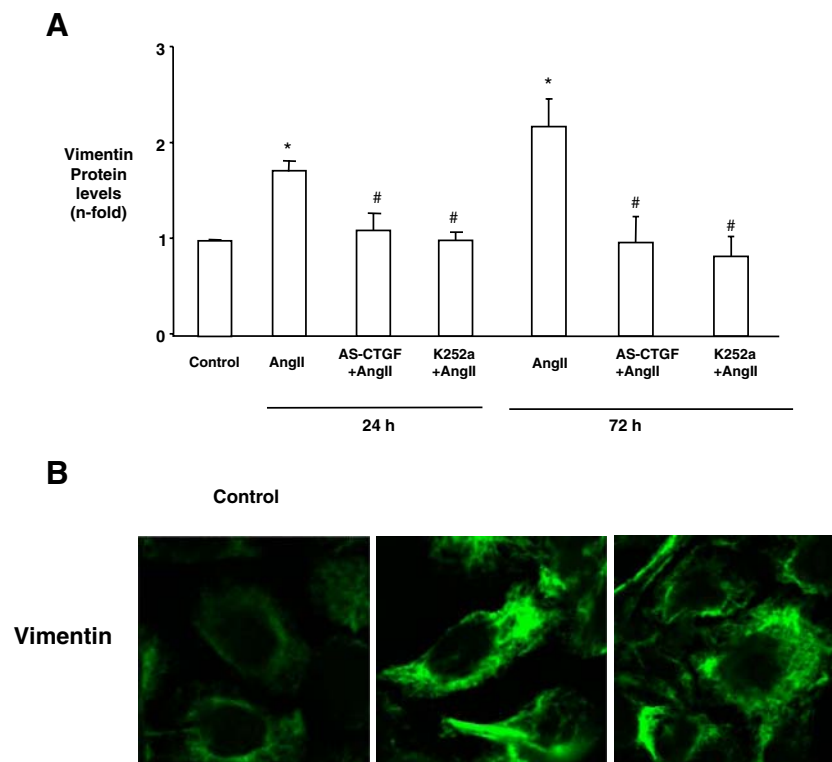 A
3
2
1
0
Vimentin
Protein
levels
(n-fold)
*
#
#
*
#
#
Control
AngII
AS-CTGF
+AngII
K252a
+AngII
AngII
AS-CTGF
+AngII
K252a
+AngII
24 h
72 h
B
Control
Vimentin